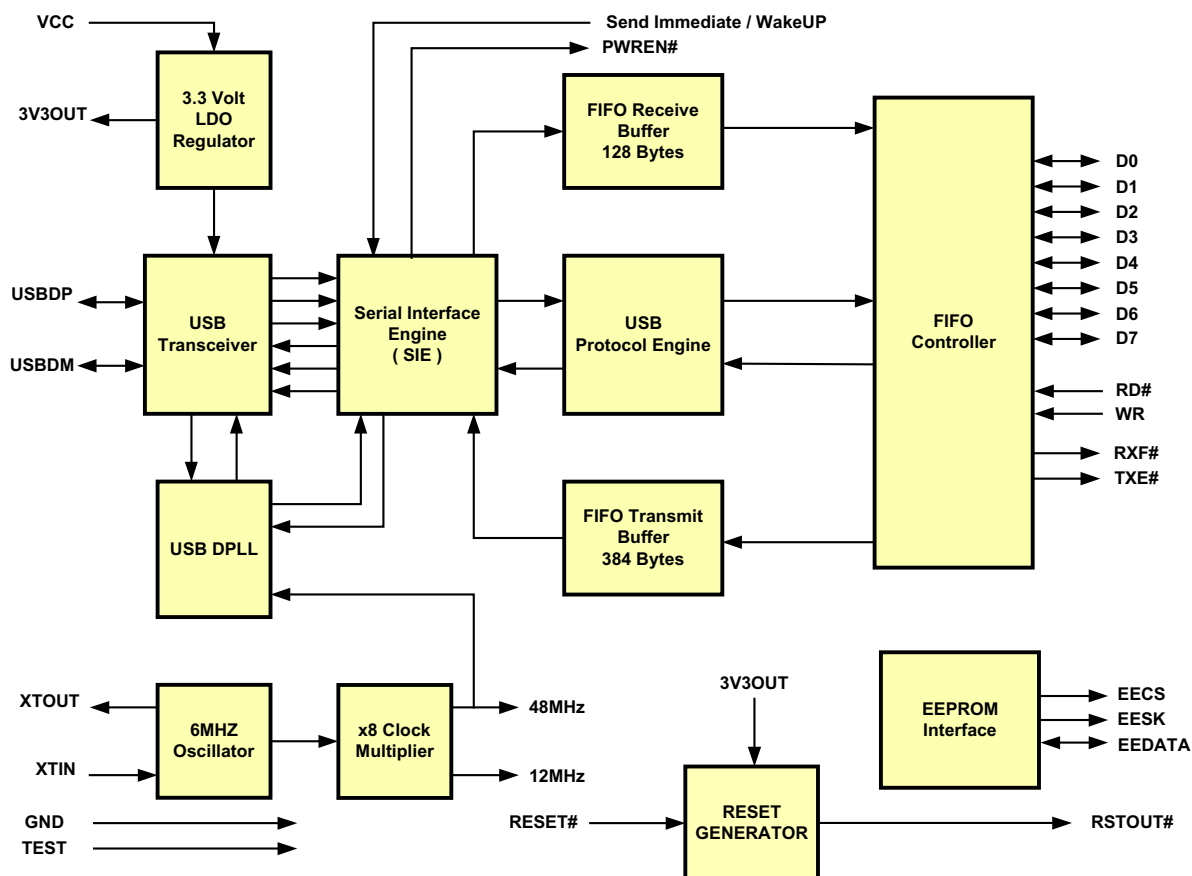 VCC
Send Immediate / WakeUP
PWREN#
3.3 Volt
LDO
Regulator
3V3OUT
FIFO Receive
Buffer
128 Bytes
D0
D1
D2
D3
D4
D5
D6
D7
USBDP
USBDM
USB
Transceiver
Serial Interface
Engine
( SIE )
USB
Protocol Engine
FIFO
Controller
RD#
WR
RXF#
TXE#
USB DPLL
FIFO Transmit
Buffer
384 Bytes
XTOUT
XTIN
6MHZ
Oscillator
x8 Clock
Multiplier
48MHz
12MHz
3V3OUT
EEPROM
Interface
EECS
EESK
EEDATA
GND
TEST
RESET#
RESET
GENERATOR
RSTOUT#